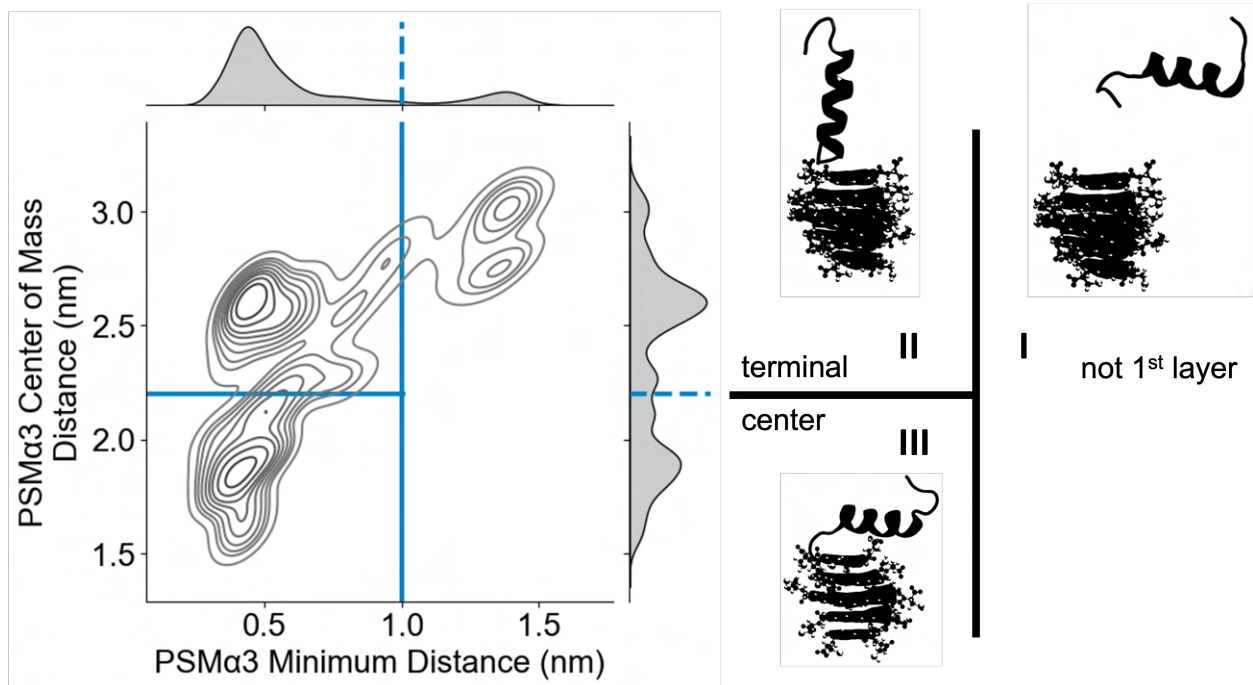 3.0
2.5
2.0
1.5
PSMα3 Center of Mass
Distance (nm)
0.5
1.0
1.5
PSMα3 Minimum Distance (nm)
terminal
II
I
not 1st layer
center
III